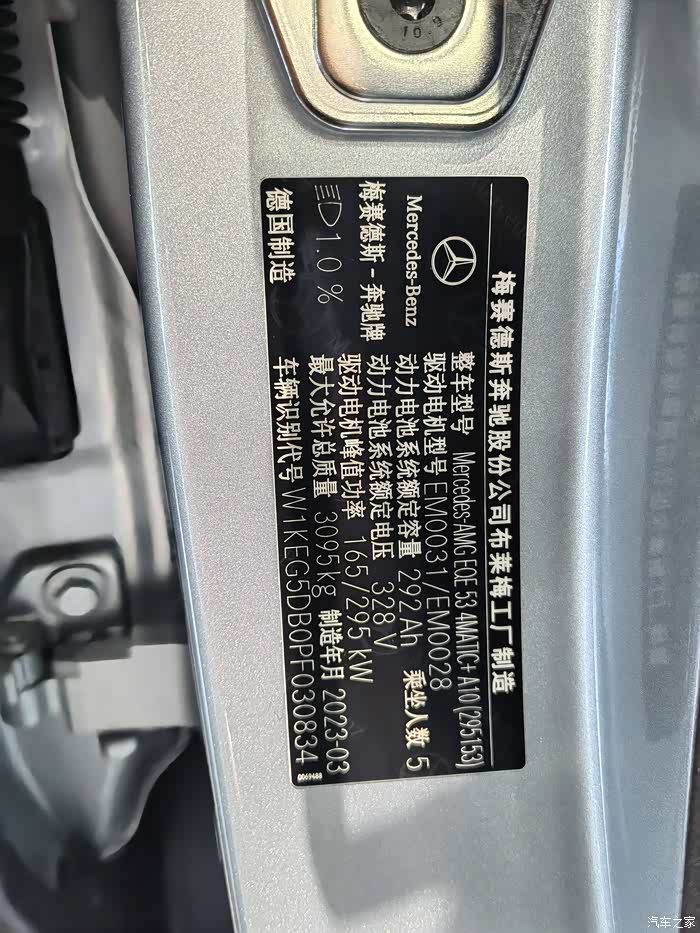 10.9
梅赛德斯奔驰股份公司布莱梅工厂制造
Mercedes-Benz
梅赛德斯-奔驰牌
1.0 %
德国制造
整车型号 Mercedes-AMG EQE 53 4MATIC+ A10 (295153)
驱动电机型号 EM0031/EM0028
动力电池系统额定容量 292 Ah 乘坐人数 5
动力电池系统额定电压 328 V
驱动电机峰值功率 165/295 kW
最大允许总质量 3095kg 制造年月 2023-03
车辆识别代号 W1KEG5DB0PF030834
Q069488
汽车之家